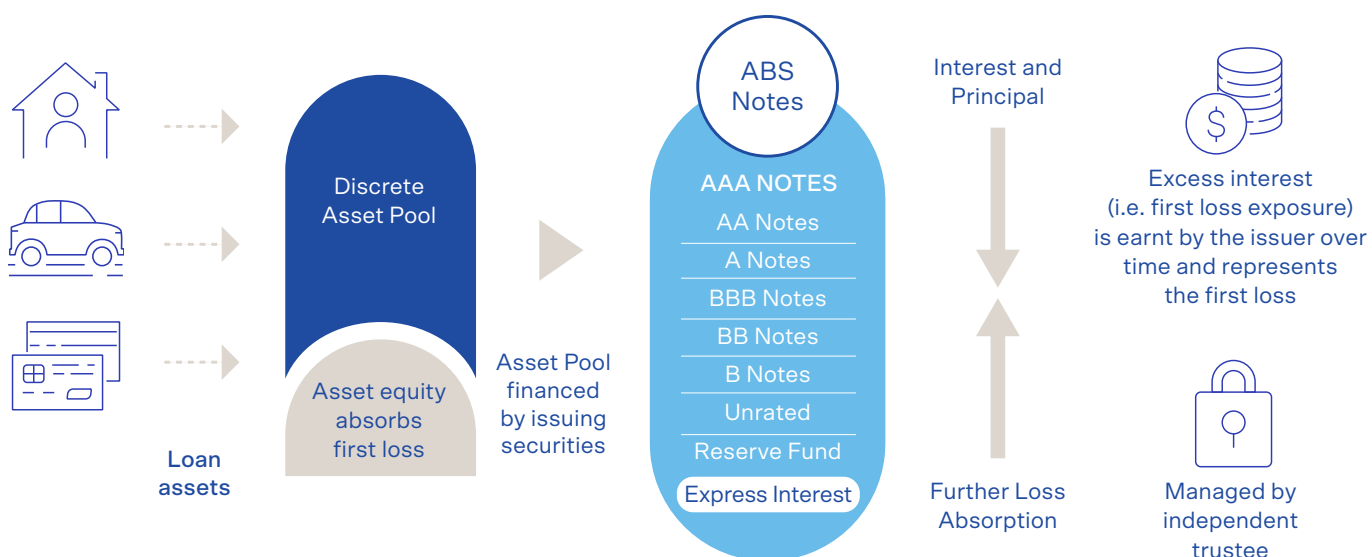 Loan
assets
Discrete
Asset Pool
Asset equity
absorbs
first loss
Asset Pool
financed
by issuing
securities
ABS
Notes
AAA NOTES
AA Notes
A Notes
BBB Notes
BB Notes
B Notes
Unrated
Reserve Fund
Express Interest
Interest and
Principal
Further Loss
Absorption
$
Excess interest
(i.e. first loss exposure)
is earnt by the issuer over
time and represents
the first loss
Managed by
independent
trustee